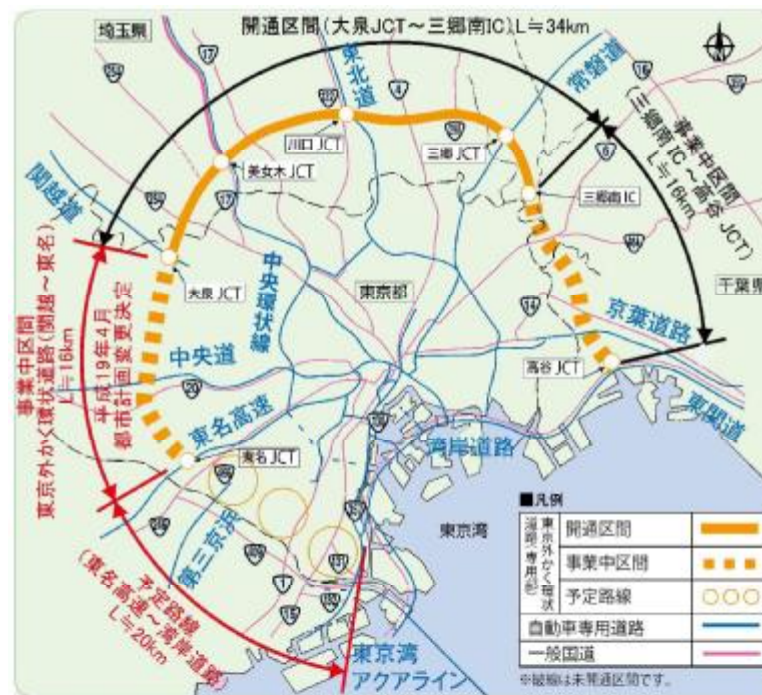 開通区間(大泉JCT~三郷南IC)L≒34km
埼玉県
東北道
常磐道
事業中区間
(三郷南IC~高谷JCT)
L≒16km
川口JCT
三郷JCT
美女木JCT
三郷南IC
関越道
大泉JCT
中央環状線
東京都
千葉県
京葉道路
高谷JCT
東関道
事業中区間
東京外かく環状道路(関越~東名)
L≒16km
平成19年4月
都市計画変更決定
中央道
東名高速
東名JCT
湾岸道路
第三京浜
東京湾
予定路線
(東名高速~湾岸道路)
L≒20km
東京湾
アクアライン
17
4
6
16
14
20
17
1
15
■凡例
東京外かく環状
道路(専用部)
開通区間
事業中区間
予定路線
自動車専用道路
一般国道
※破線は未開通区間です。